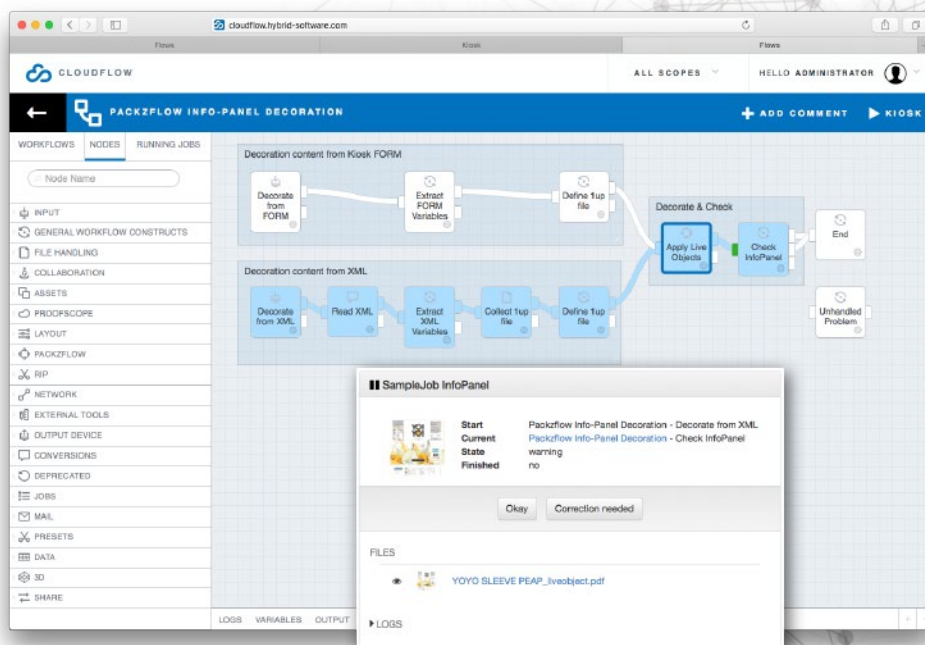 cloudflow.hybrid-software.com
Flows
Kiosk
Flows
CLOUDFLOW
ALL SCOPES
HELLO ADMINISTRATOR
PACKZFLOW INFO-PANEL DECORATION
ADD COMMENT
KIOSK
WORKFLOWS
NODES
RUNNING JOBS
Node Name
INPUT
GENERAL WORKFLOW CONSTRUCTS
FILE HANDLING
COLLABORATION
ASSETS
PROOFSCOPE
LAYOUT
PACKZFLOW
RIP
NETWORK
EXTERNAL TOOLS
OUTPUT DEVICE
CONVERSIONS
DEPRECATED
JOBS
MAIL
PRESETS
DATA
3D
SHARE
Decoration content from Kiosk FORM
Decorate
from
FORM
Extract
FORM
Variables
Define 1up
file
Decoration content from XML
Decorate
from XML
Read XML
Extract
XML
Variables
Collect 1up
file
Define 1up
file
Decorate & Check
Apply Live
Objects
Check
InfoPanel
End
Unhandled
Problem
SampleJob InfoPanel
Start Packzflow Info-Panel Decoration - Decorate from XML
Current Packzflow Info-Panel Decoration - Check InfoPanel
State warning
Finished no
Okay
Correction needed
FILES
YOYO SLEEVE PEAP_liveobject.pdf
LOGS
LOGS VARIABLES OUTPUT